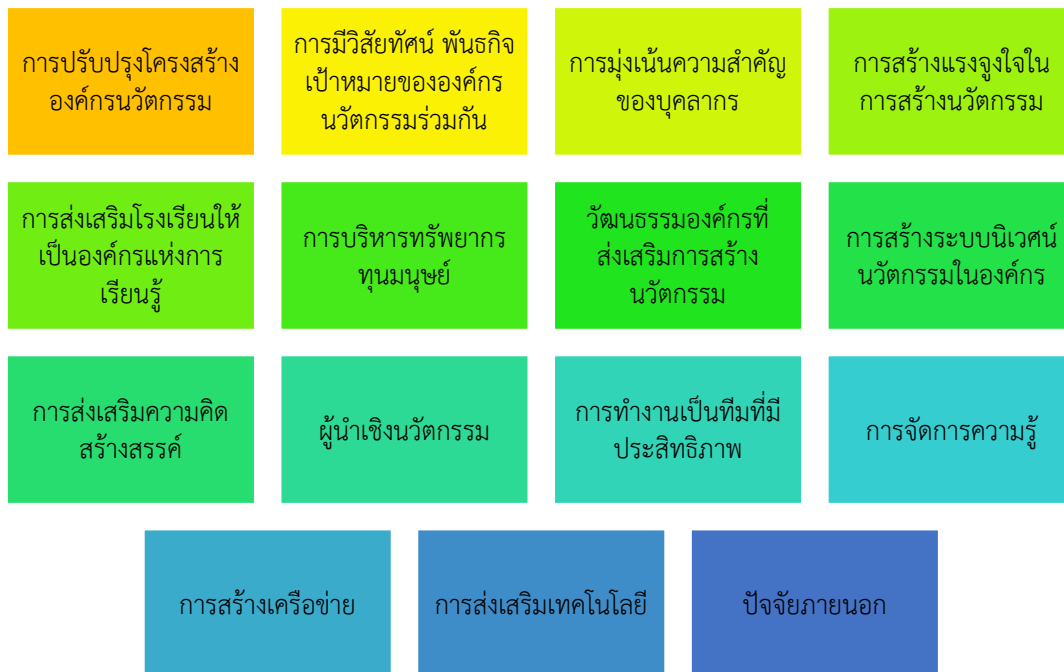 การปรับปรุงโครงสร้าง
องค์กรนวัตกรรม
การมีวิสัยทัศน์ พันธกิจ
เป้าหมายขององค์กร
นวัตกรรมร่วมกัน
การมุ่งเน้นความสำคัญ
ของบุคลากร
การสร้างแรงจูงใจใน
การสร้างนวัตกรรม
การส่งเสริมโรงเรียนให้
เป็นองค์กรแห่งการ
เรียนรู้
การบริหารทรัพยากร
ทุนมนุษย์
วัฒนธรรมองค์กรที่
ส่งเสริมการสร้าง
นวัตกรรม
การสร้างระบบนิเวศน์
นวัตกรรมในองค์กร
การส่งเสริมความคิด
สร้างสรรค์
ผู้นำเชิงนวัตกรรม
การทำงานเป็นทีมที่มี
ประสิทธิภาพ
การจัดการความรู้
การสร้างเครือข่าย
การส่งเสริมเทคโนโลยี
ปัจจัยภายนอก